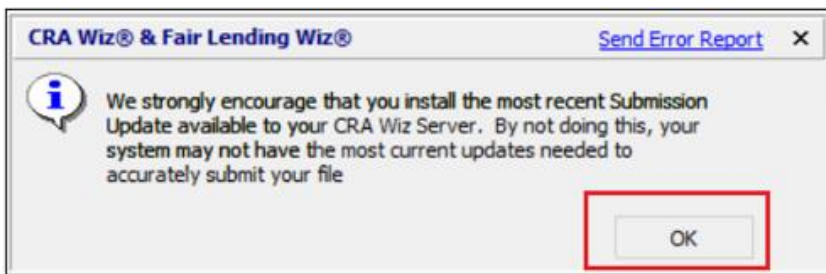 CRA Wiz® & Fair Lending Wiz®
Send Error Report
X
i
We strongly encourage that you install the most recent Submission
Update available to your CRA Wiz Server. By not doing this, your
system may not have the most current updates needed to
accurately submit your file
OK